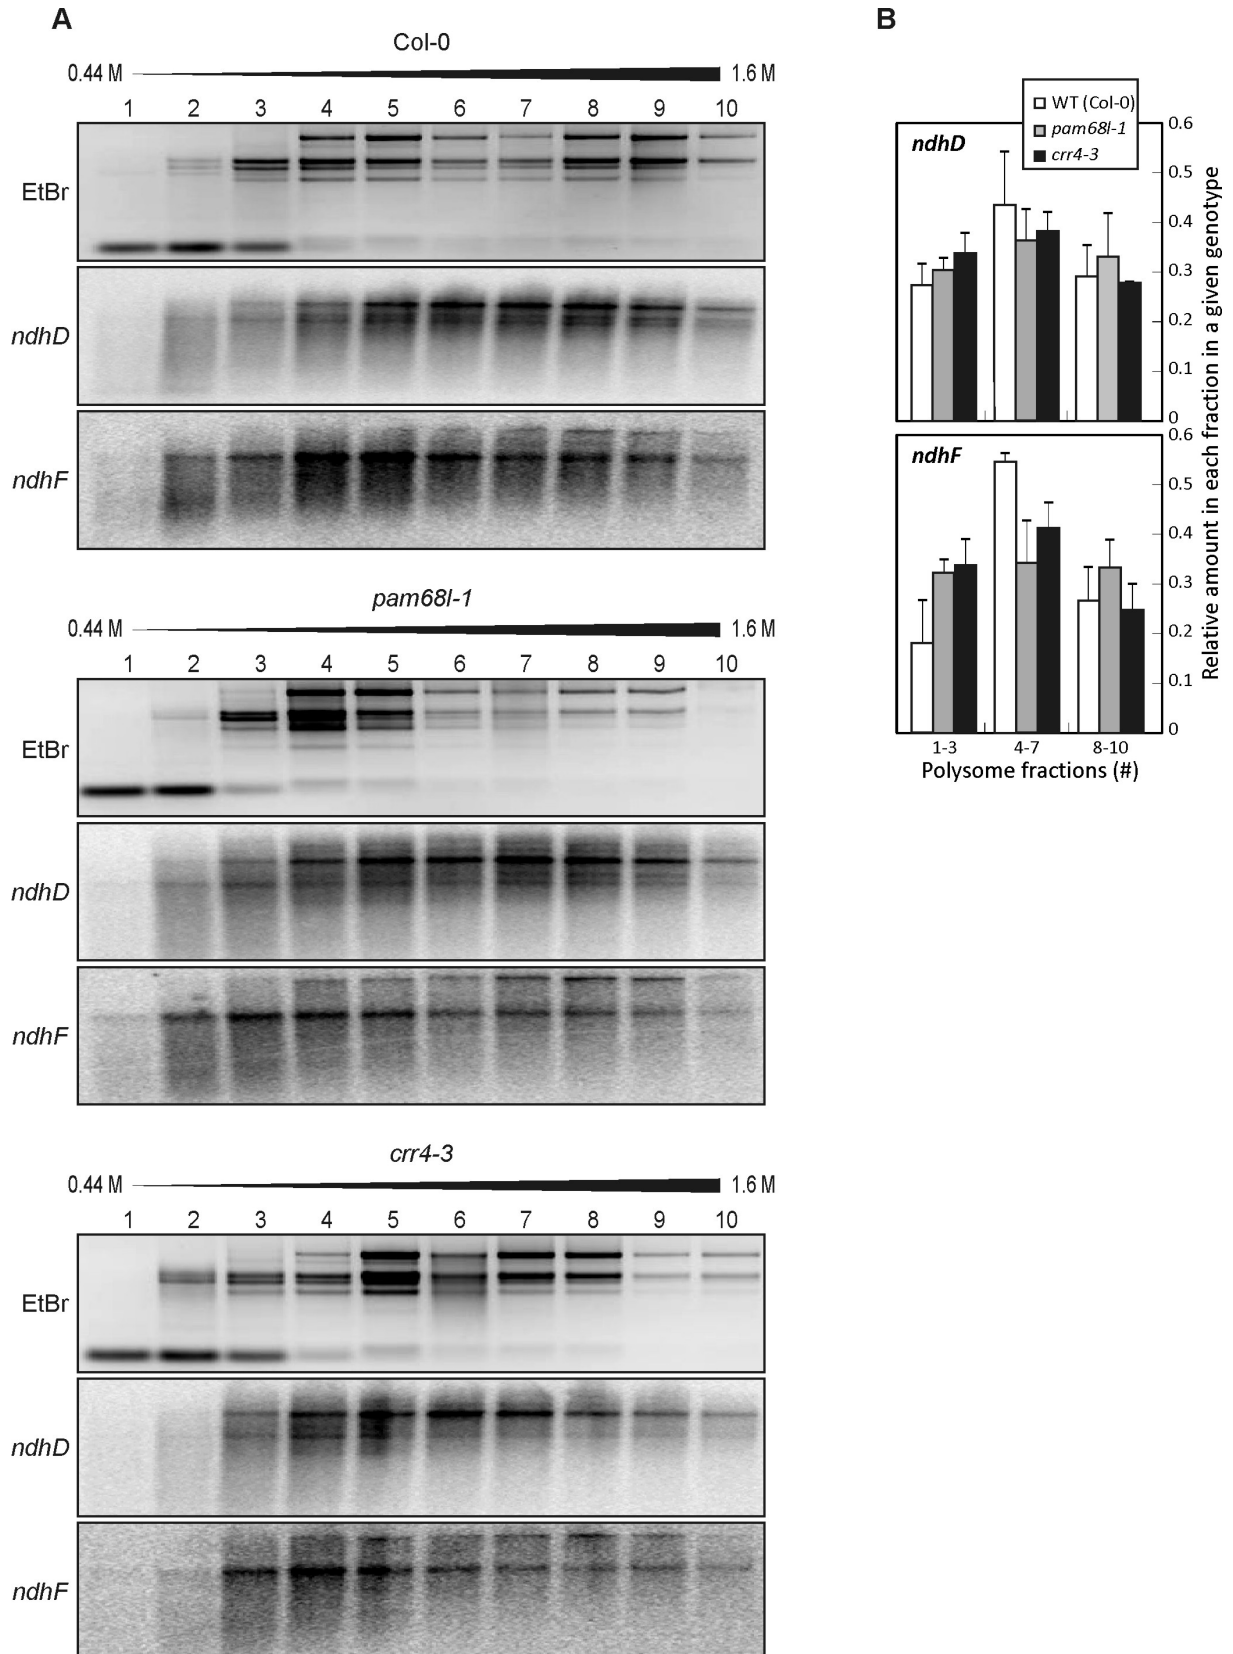 A
Col-0
0.44 M 1.6 M
1 2 3 4 5 6 7 8 9 10
EtBr
ndhD
ndhF
pam68l-1
0.44 M 1.6 M
1 2 3 4 5 6 7 8 9 10
EtBr
ndhD
ndhF
crr4-3
0.44 M 1.6 M
1 2 3 4 5 6 7 8 9 10
EtBr
ndhD
ndhF
B
WT (Col-0)
pam68l-1
crr4-3
ndhD
0.6
0.5
0.4
0.3
0.2
0.1
0
ndhF
0.6
0.5
0.4
0.3
0.2
0.1
0
Relative amount in each fraction in a given genotype
1-3 4-7 8-10
Polysome fractions (#)